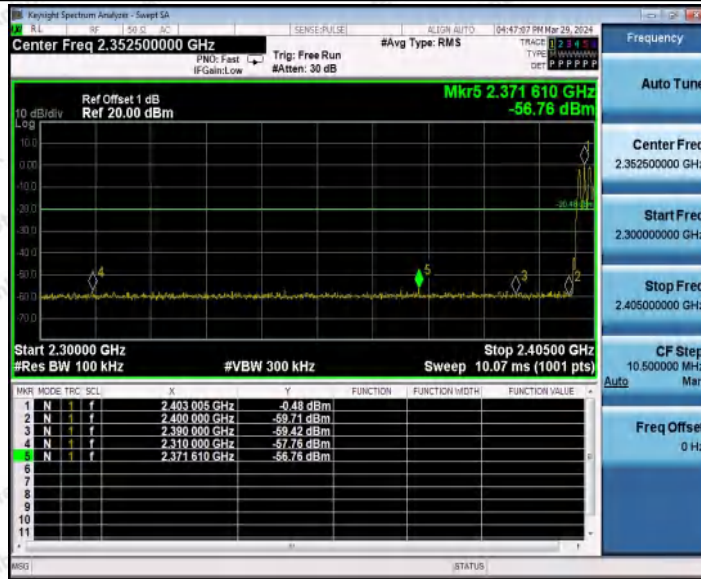 Keysight Spectrum Analyzer - Swept SA
RL RF 50 Ω AC SENSE:PULSE ALIGN AUTO 04:47:07 PM Mar 29, 2024
Center Freq 2.352500000 GHz
PNO: Fast
IFGain:Low
Trig: Free Run
#Atten: 30 dB
#Avg Type: RMS
TRACE 1 2 3 4 5 6
TYPE
DET P P P P P P
Ref Offset 1 dB
10 dB/div Ref 20.00 dBm
Mkr5 2.371 610 GHz
-56.76 dBm
Log
10.0
0.00
-10.0
-20.0
-30.0
-40.0
-50.0
-60.0
-70.0
1
2
3
4
5
Start 2.30000 GHz Stop 2.40500 GHz
#Res BW 100 kHz #VBW 300 kHz Sweep 10.07 ms (1001 pts)
MKR MODE TRC SCL X Y FUNCTION FUNCTION WIDTH FUNCTION VALUE
1 N 1 f 2.403 005 GHz -0.48 dBm
2 N 1 f 2.400 000 GHz -59.71 dBm
3 N 1 f 2.390 000 GHz -59.42 dBm
4 N 1 f 2.310 000 GHz -57.76 dBm
5 N 1 f 2.371 610 GHz -56.76 dBm
6
7
8
9
10
11
MSG STATUS
Frequency
Auto Tune
Center Freq
2.352500000 GHz
Start Freq
2.300000000 GHz
Stop Freq
2.405000000 GHz
CF Step
10.500000 MHz
Auto Man
Freq Offset
0 Hz